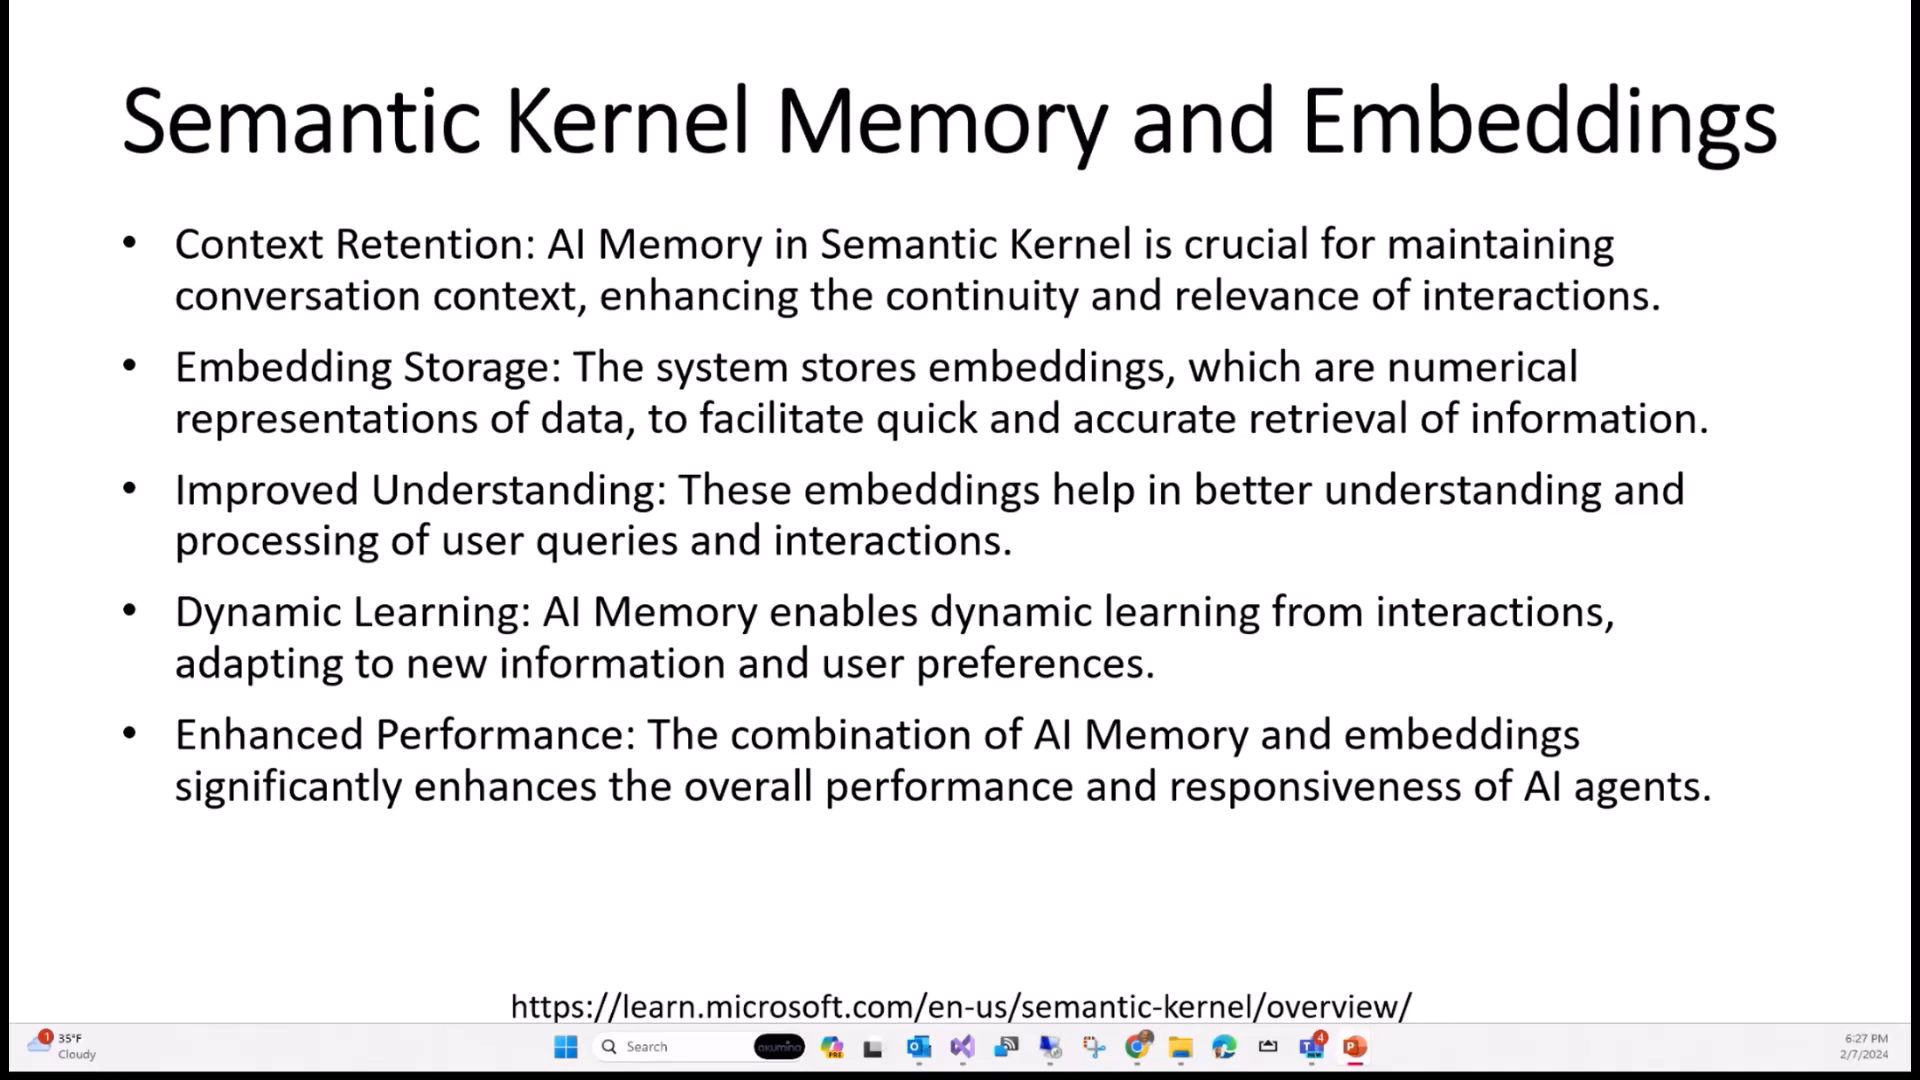 Semantic Kernel Memory and Embeddings
• Context Retention: AI Memory in Semantic Kernel is crucial for maintaining
conversation context, enhancing the continuity and relevance of interactions.
• Embedding Storage: The system stores embeddings, which are numerical
representations of data, to facilitate quick and accurate retrieval of information.
• Improved Understanding: These embeddings help in better understanding and
processing of user queries and interactions.
• Dynamic Learning: AI Memory enables dynamic learning from interactions,
adapting to new information and user preferences.
• Enhanced Performance: The combination of AI Memory and embeddings
significantly enhances the overall performance and responsiveness of AI agents.
https://learn.microsoft.com/en-us/semantic-kernel/overview/
1
35°F
Cloudy
Search
akumina
PRE
4
NEW
6:27 PM
2/7/2024